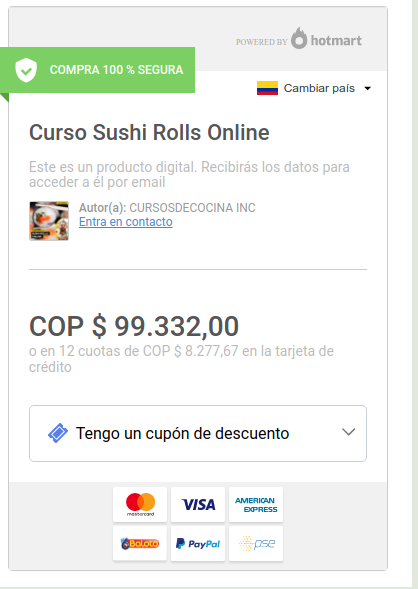 POWERED BY hotmart
COMPRA 100 % SEGURA
Cambiar país
Curso Sushi Rolls Online
Este es un producto digital. Recibirás los datos para
acceder a él por email
Autor(a): CURSOSDECOCINA INC
Entra en contacto
COP $ 99.332,00
o en 12 cuotas de COP $ 8.277,67 en la tarjeta de
crédito
Tengo un cupón de descuento
mastercard VISA AMERICAN
EXPRESS
Baloto PayPal pse